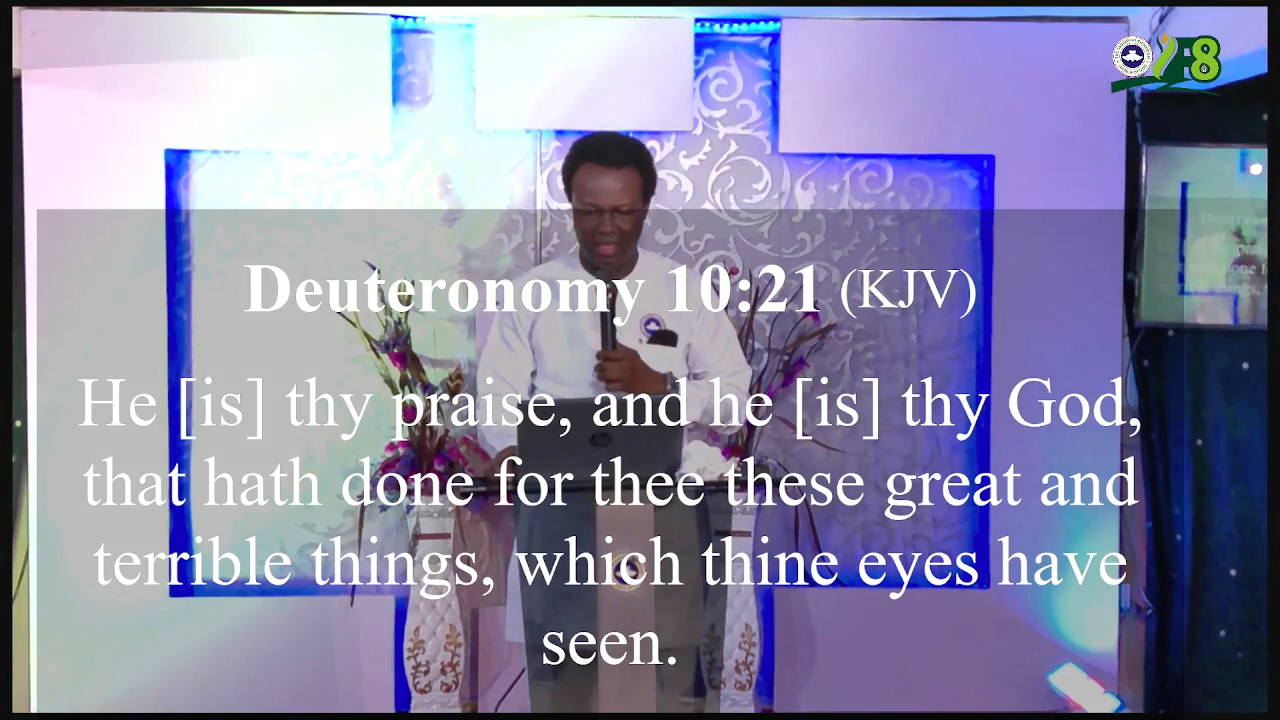 OYF8
Deuteronomy 10:21 (KJV)
He [is] thy praise, and he [is] thy God,
that hath done for thee these great and
terrible things, which thine eyes have
seen.